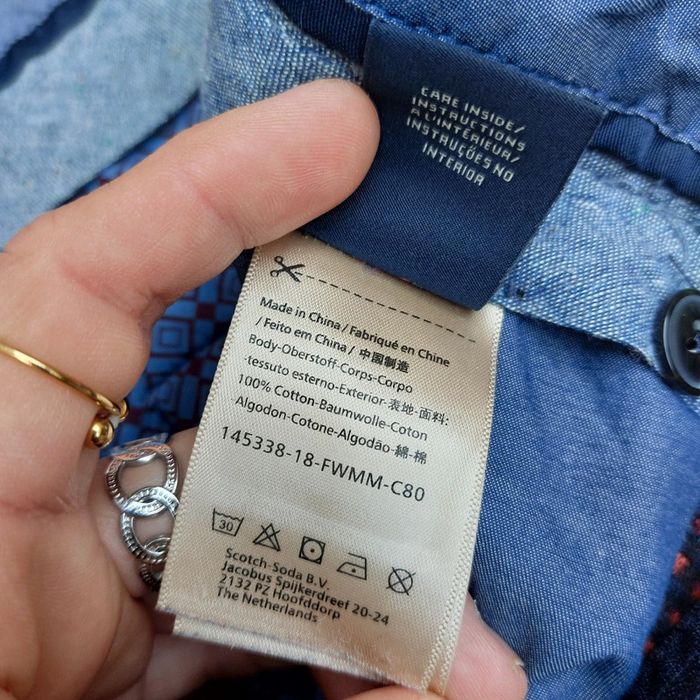 CARE INSIDE/
INSTRUCTIONS
A L'INTÉRIEUR/
INSTRUÇÕES NO
INTERIOR
Made in China / Fabriqué en Chine
/ Feito em China / 中國制造
Body-Oberstoff-Corps-Corpo
-tessuto esterno-Exterior-表地-面料:
100% Cotton-Baumwolle-Coton
Algodon-Cotone-Algodão-綿-棉
145338-18-FWMM-C80
30
Scotch-Soda B.V.
Jacobus Spijkerdreef 20-24
2132 PZ Hoofddorp
The Netherlands